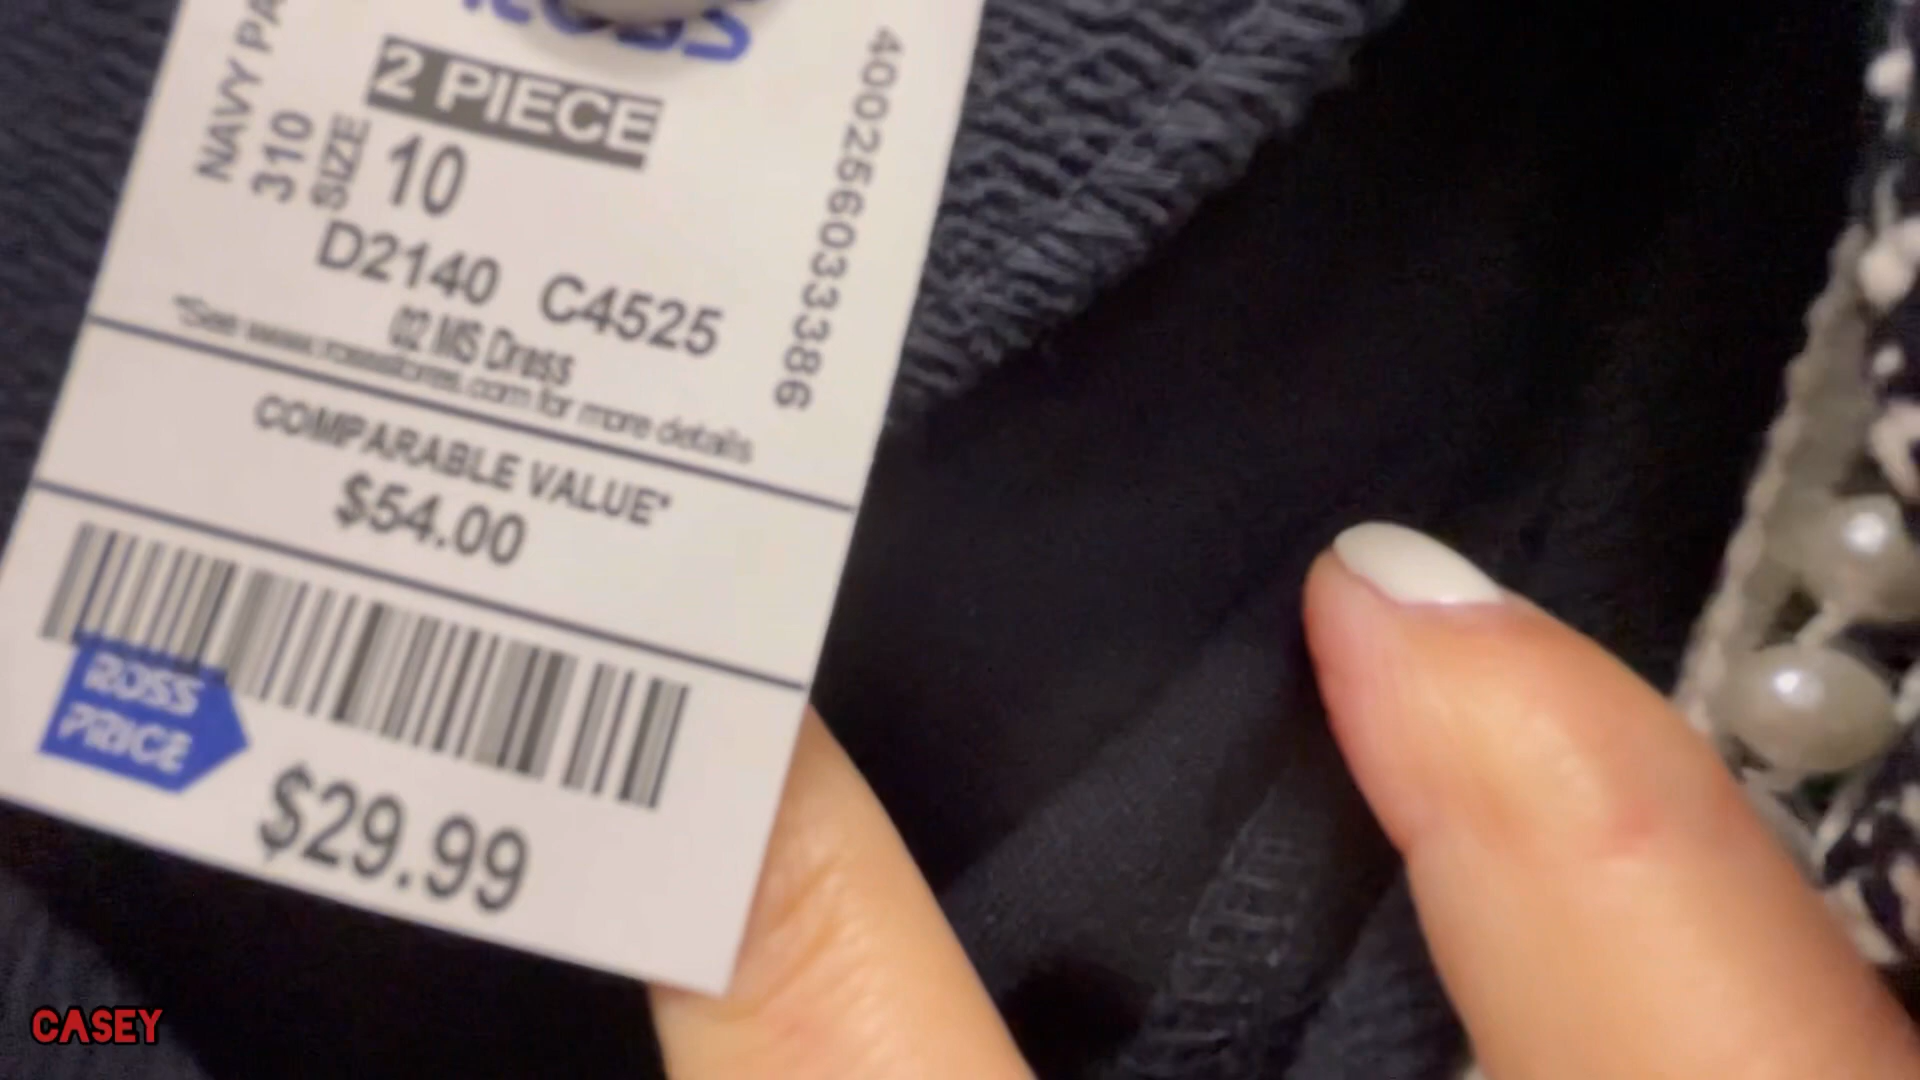 2 PIECE
NAVY PA
310
SIZE 10
D2140 C4525
02 MS Dress
*See www.rossstores.com for more details
400256033386
COMPARABLE VALUE*
$54.00
ROSS
PRICE
$29.99
CASEY